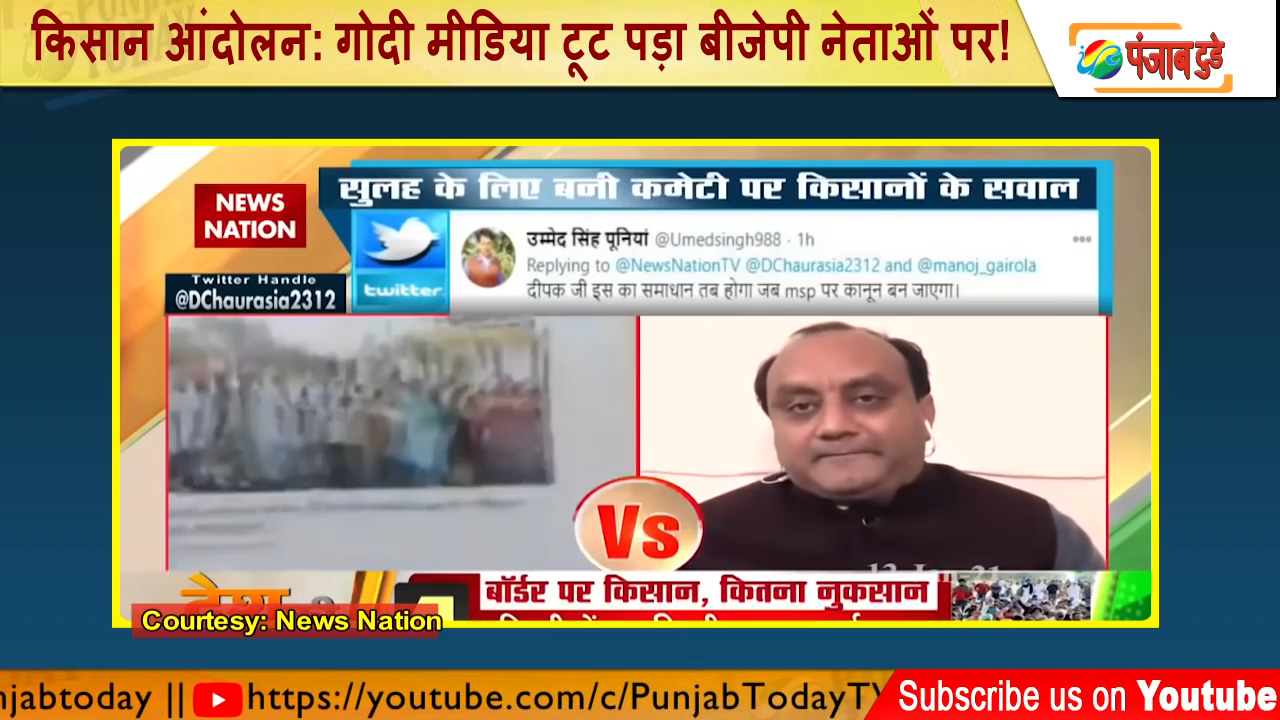 किसान आंदोलन: गोदी मीडिया टूट पड़ा बीजेपी नेताओं पर!
पंजाब टुडे
NEWS
NATION
सुलह के लिए बनी कमेटी पर किसानों के सवाल
उम्मेद सिंह पूनियां @Umedsingh988 · 1h
Replying to @NewsNationTV @DChaurasia2312 and @manoj_gairola
दीपक जी इस का समाधान तब होगा जब msp पर कानून बन जाएगा।
Twitter Handle
@DChaurasia2312
twitter
Vs
बॉर्डर पर किसान, कितना नुकसान
Courtesy: News Nation
njabtoday || https://youtube.com/c/PunjabTodayTV
Subscribe us on Youtube